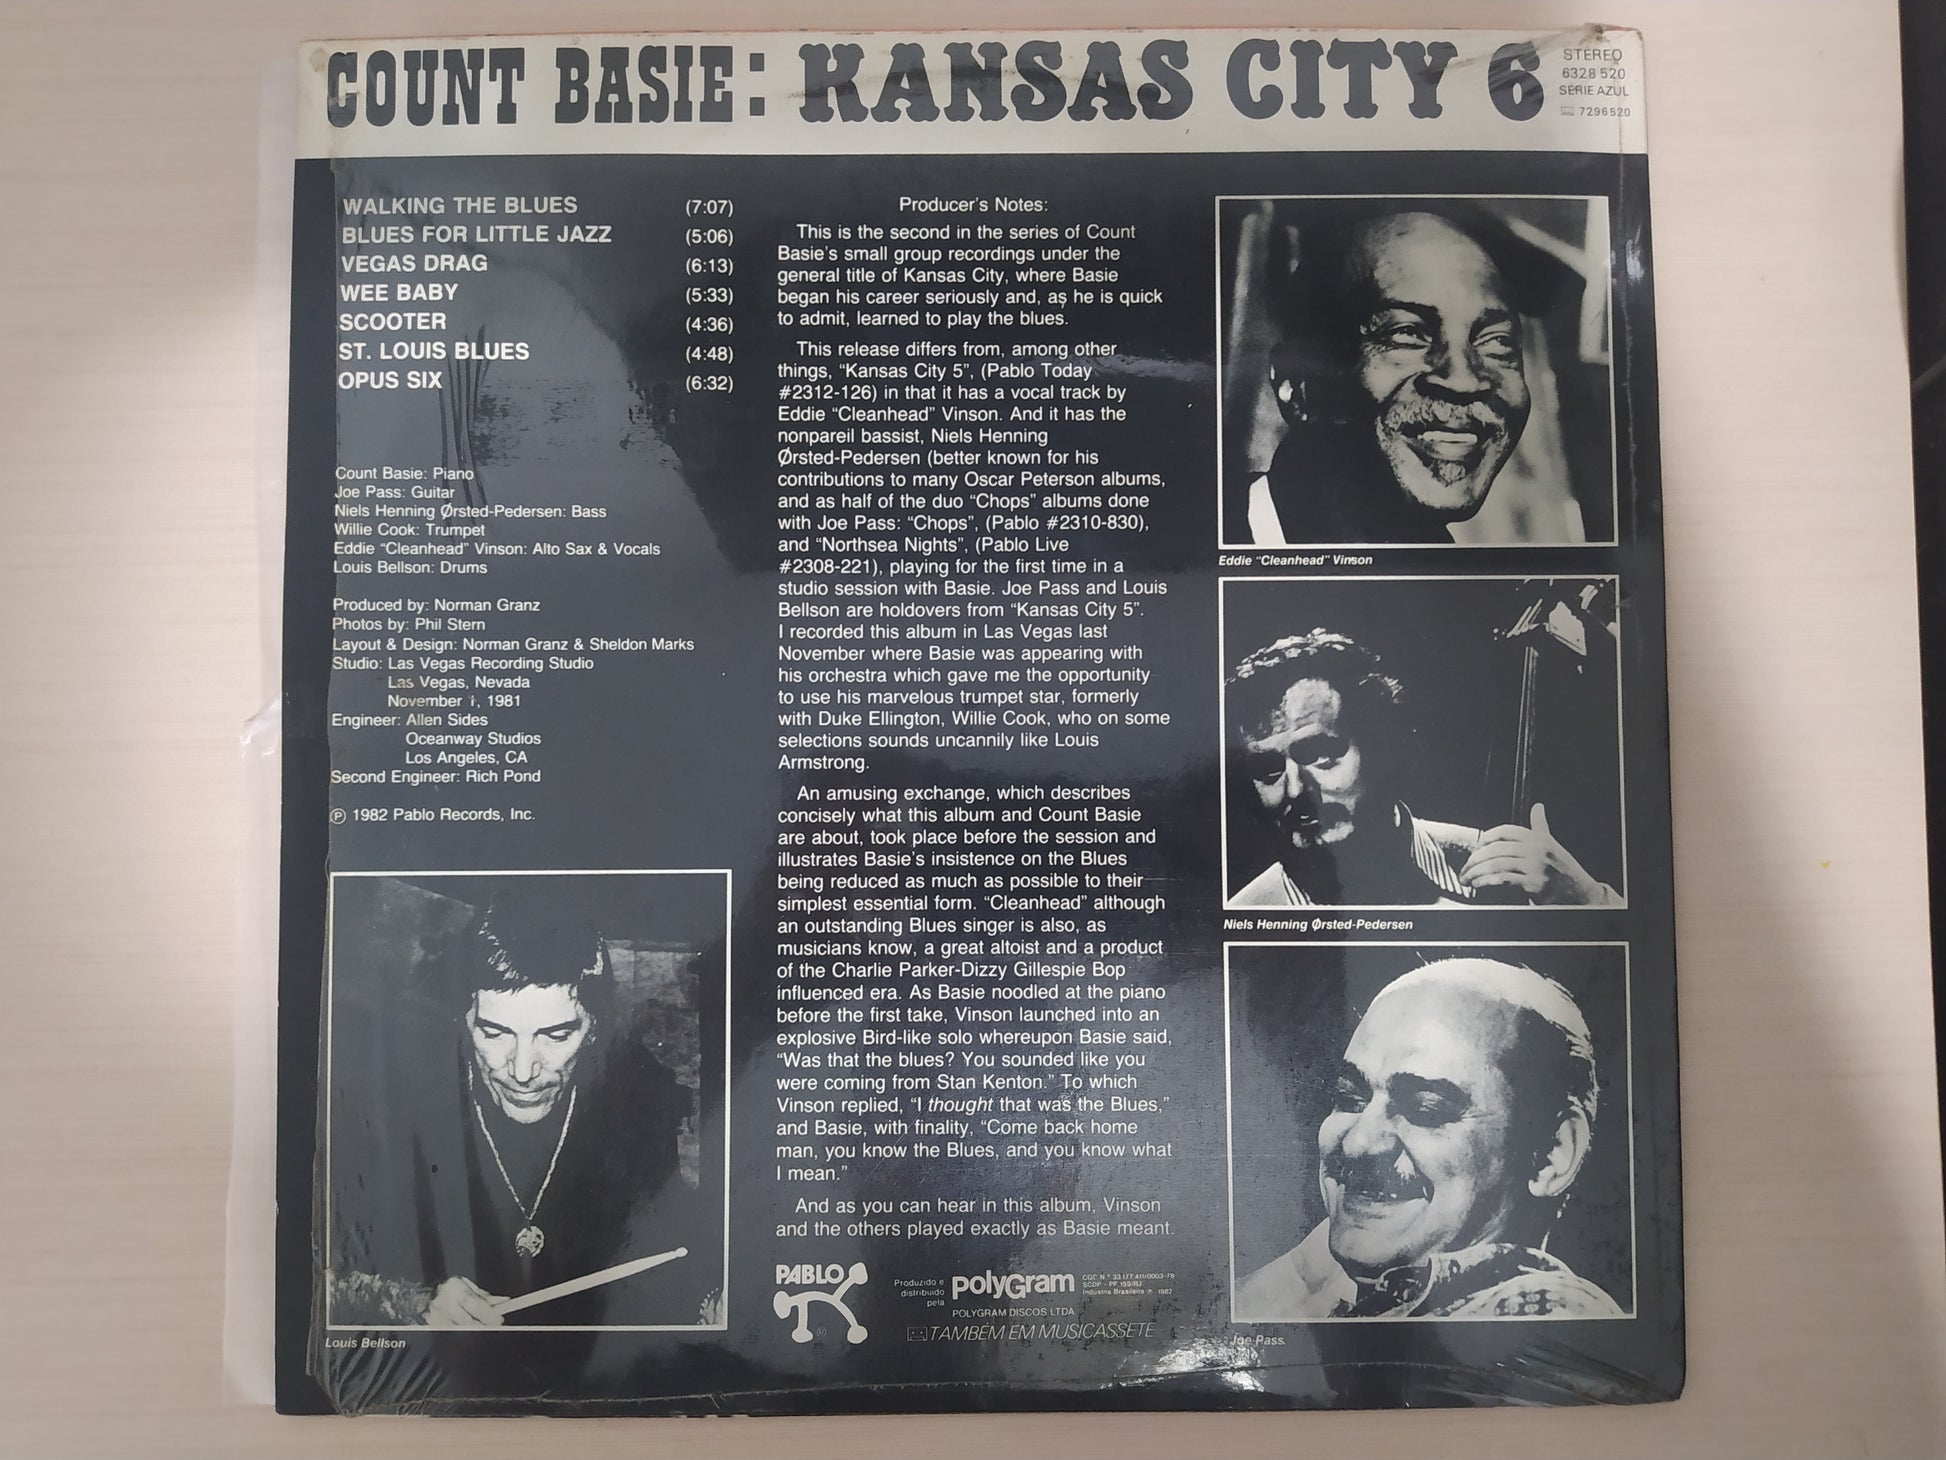 COUNT BASIE: KANSAS CITY 6
STEREO
6328 520
SÉRIE AZUL
7296520
WALKING THE BLUES (7:07)
BLUES FOR LITTLE JAZZ (5:06)
VEGAS DRAG (6:13)
WEE BABY (5:33)
SCOOTER (4:36)
ST. LOUIS BLUES (4:48)
OPUS SIX (6:32)
Count Basie: Piano
Joe Pass: Guitar
Niels Henning Ørsted-Pedersen: Bass
Willie Cook: Trumpet
Eddie “Cleanhead” Vinson: Alto Sax & Vocals
Louis Bellson: Drums
Produced by: Norman Granz
Photos by: Phil Stern
Layout & Design: Norman Granz & Sheldon Marks
Studio: Las Vegas Recording Studio
Las Vegas, Nevada
November 1, 1981
Engineer: Allen Sides
Oceanway Studios
Los Angeles, CA
Second Engineer: Rich Pond
Ⓟ 1982 Pablo Records, Inc.
Louis Bellson
Producer's Notes:
This is the second in the series of Count
Basie's small group recordings under the
general title of Kansas City, where Basie
began his career seriously and, as he is quick
to admit, learned to play the blues.
This release differs from, among other
things, “Kansas City 5”, (Pablo Today
#2312-126) in that it has a vocal track by
Eddie “Cleanhead” Vinson. And it has the
nonpareil bassist, Niels Henning
Ørsted-Pedersen (better known for his
contributions to many Oscar Peterson albums,
and as half of the duo “Chops” albums done
with Joe Pass: “Chops”, (Pablo #2310-830),
and “Northsea Nights”, (Pablo Live
#2308-221), playing for the first time in a
studio session with Basie. Joe Pass and Louis
Bellson are holdovers from “Kansas City 5”.
I recorded this album in Las Vegas last
November where Basie was appearing with
his orchestra which gave me the opportunity
to use his marvelous trumpet star, formerly
with Duke Ellington, Willie Cook, who on some
selections sounds uncannily like Louis
Armstrong.
An amusing exchange, which describes
concisely what this album and Count Basie
are about, took place before the session and
illustrates Basie's insistence on the Blues
being reduced as much as possible to their
simplest essential form. “Cleanhead” although
an outstanding Blues singer is also, as
musicians know, a great altoist and a product
of the Charlie Parker-Dizzy Gillespie Bop
influenced era. As Basie noodled at the piano
before the first take, Vinson launched into an
explosive Bird-like solo whereupon Basie said,
“Was that the blues? You sounded like you
were coming from Stan Kenton.” To which
Vinson replied, “I thought that was the Blues,”
and Basie, with finality, “Come back home
man, you know the Blues, and you know what
I mean.”
And as you can hear in this album, Vinson
and the others played exactly as Basie meant.
PABLO
®
Produzido e
distribuído
pela
PolyGram
CGC N.º 33.177.411/0003-78
SCDP - PF 159/RJ
Indústria Brasileira Ⓟ 1982
POLYGRAM DISCOS LTDA.
TAMBÉM EM MUSICASSETE
Eddie “Cleanhead” Vinson
Niels Henning Ørsted-Pedersen
Joe Pass